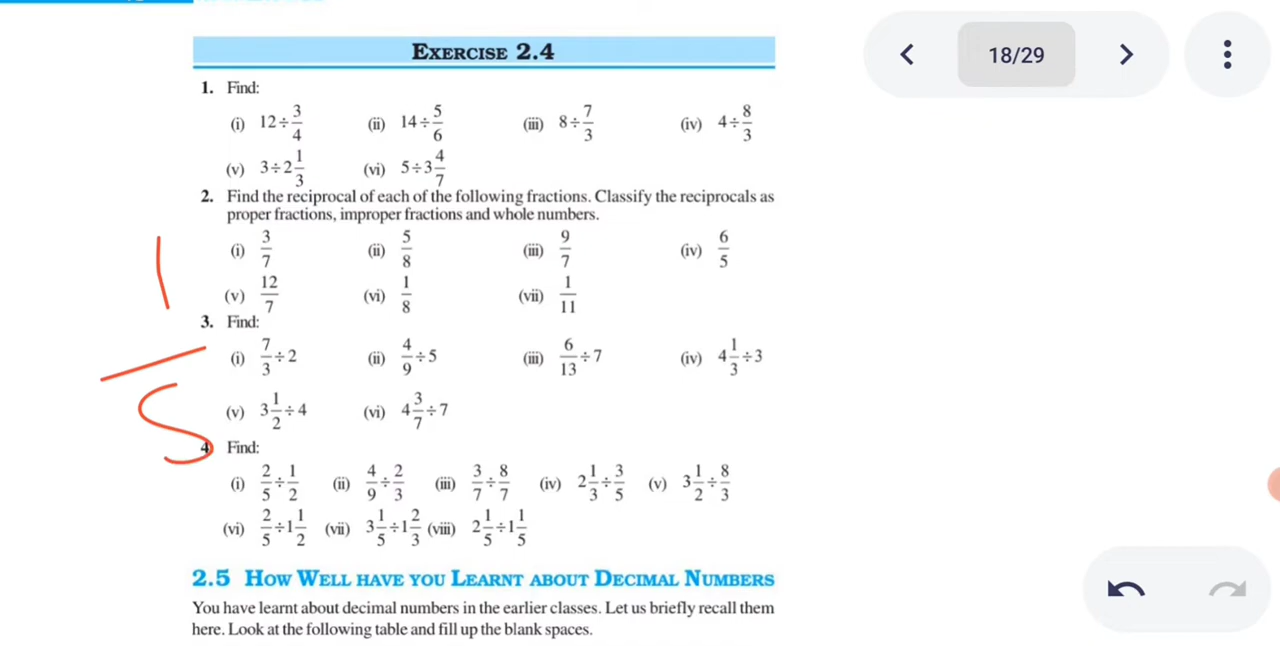 18/29
EXERCISE 2.4
1. Find:
(i) 12÷3/4 (ii) 14÷5/6 (iii) 8÷7/3 (iv) 4÷8/3
(v) 3÷2 1/3 (vi) 5÷3 4/7
2. Find the reciprocal of each of the following fractions. Classify the reciprocals as
proper fractions, improper fractions and whole numbers.
(i) 3/7 (ii) 5/8 (iii) 9/7 (iv) 6/5
(v) 12/7 (vi) 1/8 (vii) 1/11
3. Find:
(i) 7/3÷2 (ii) 4/9÷5 (iii) 6/13÷7 (iv) 4 1/3÷3
(v) 3 1/2÷4 (vi) 4 3/7÷7
4. Find:
(i) 2/5÷1/2 (ii) 4/9÷2/3 (iii) 3/7÷8/7 (iv) 2 1/3÷3/5 (v) 3 1/2÷8/3
(vi) 2/5÷1 1/2 (vii) 3 1/5÷1 2/3 (viii) 2 1/5÷1 1/5
2.5 HOW WELL HAVE YOU LEARNT ABOUT DECIMAL NUMBERS
You have learnt about decimal numbers in the earlier classes. Let us briefly recall them
here. Look at the following table and fill up the blank spaces.